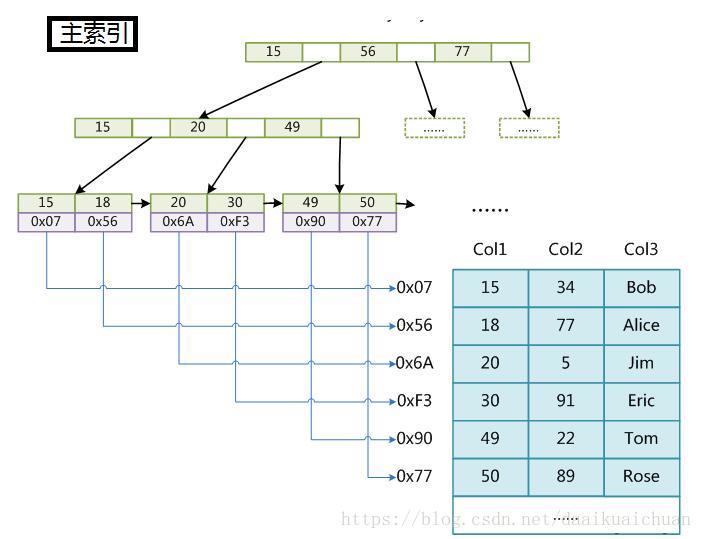 主索引
15 56 77
15 20 49 …… ……
15 18 20 30 49 50
0x07 0x56 0x6A 0xF3 0x90 0x77
……
Col1 Col2 Col3
0x07 15 34 Bob
0x56 18 77 Alice
0x6A 20 5 Jim
0xF3 30 91 Eric
0x90 49 22 Tom
0x77 50 89 Rose
……
https://blog.csdn.net/duaikuaichuan